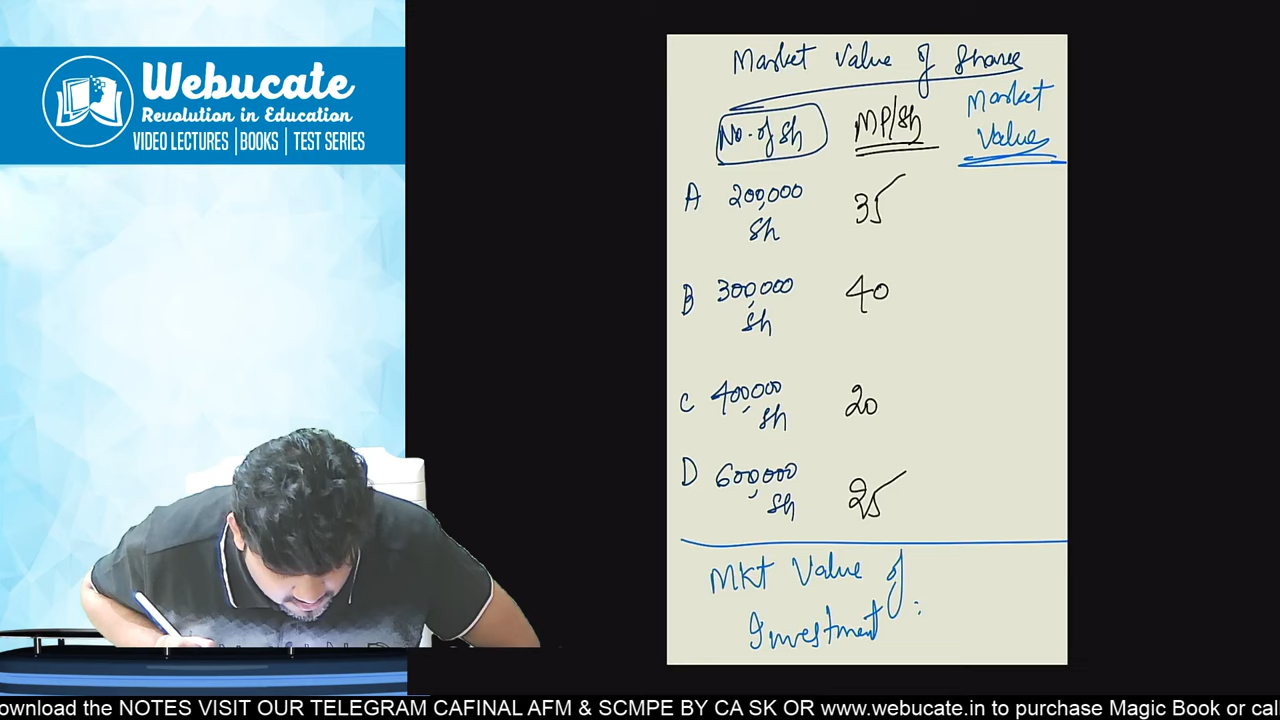 Webucate
Revolution in Education
VIDEO LECTURES | BOOKS | TEST SERIES
Market Value of Shares
No. of Sh MP/Sh Market Value
A 200,000 Sh 35
B 300,000 Sh 40
C 400,000 Sh 20
D 600,000 Sh 25
MKt Value of
Investment :
ownload the NOTES VISIT OUR TELEGRAM CAFINAL AFM & SCMPE BY CA SK OR www.webucate.in to purchase Magic Book or cal